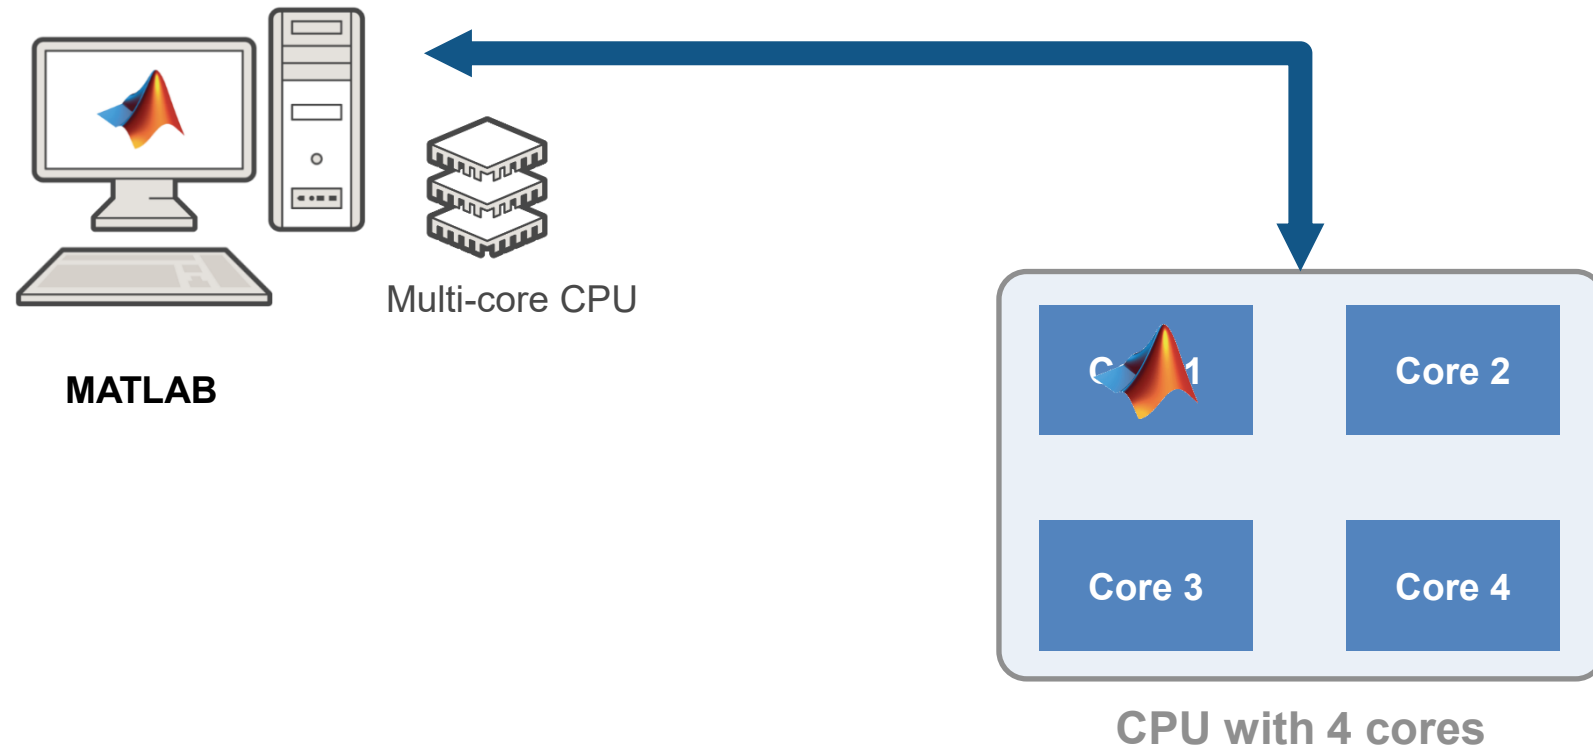 Multi-core CPU
MATLAB
Core 2
Core 3
Core 4
CPU with 4 cores